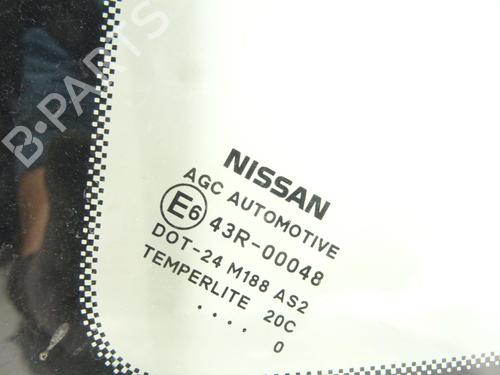 B-PARTS
NISSAN
AGC AUTOMOTIVE
E6 43R-00048
DOT-24 M188 AS2
TEMPERLITE 20C
.... 0